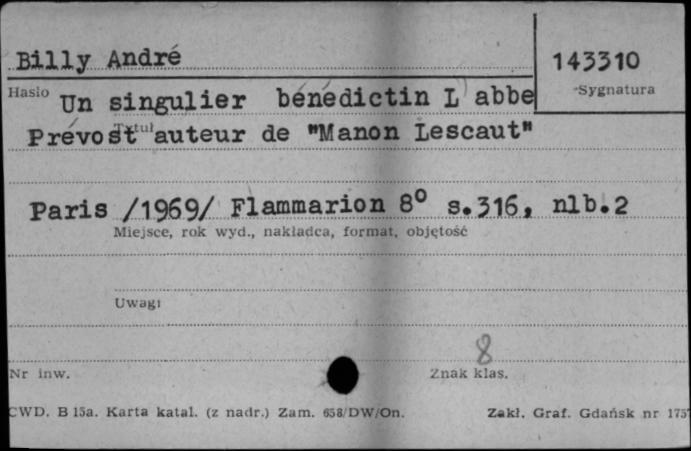 Billy André
143310
Hasło
Sygnatura
Un singulier bénédictin L'abbe
Prévost auteur de "Manon Lescaut"
Tytuł
Paris /1969/ Flammarion 8° s.316, nlb.2
Miejsce, rok wyd., nakładca, format, objętość
Uwagi
8
Nr inw.
Znak klas.
CWD. B 15a. Karta katal. (z nadr.) Zam. 658/DW/On.
Zakł. Graf. Gdańsk nr 175